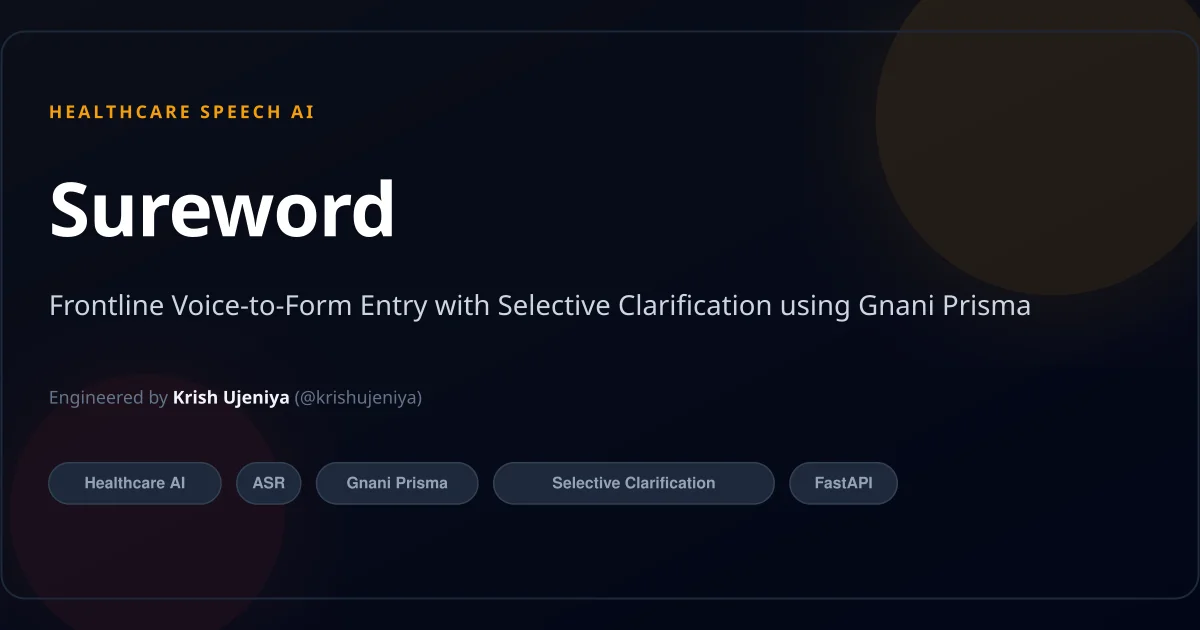 HEALTHCARE SPEECH AI
Sureword
Frontline Voice-to-Form Entry with Selective Clarification using Gnani Prisma
Engineered by Krish Ujeniya (@krishujeniya)
Healthcare AI ASR Gnani Prisma Selective Clarification FastAPI